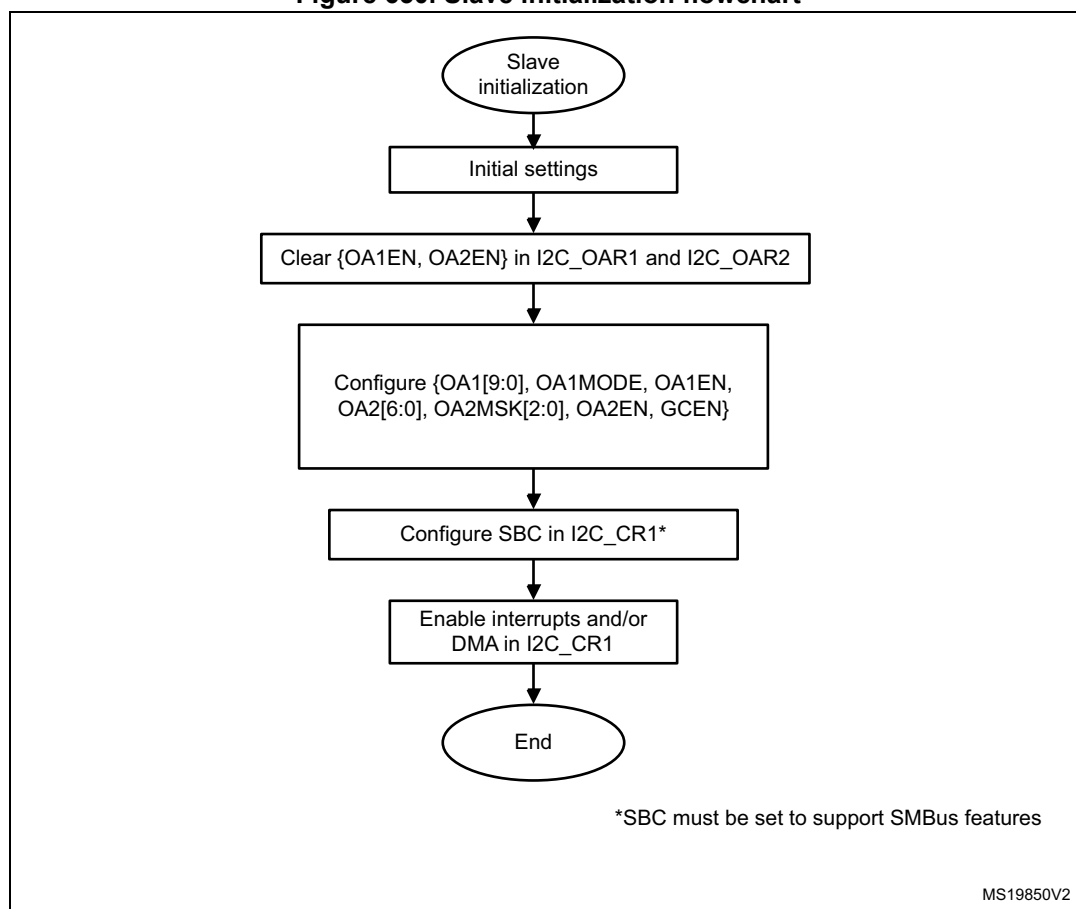 Slave
initialization
Initial settings
Clear {OA1EN, OA2EN} in I2C_OAR1 and I2C_OAR2
Configure {OA1[9:0], OA1MODE, OA1EN,
OA2[6:0], OA2MSK[2:0], OA2EN, GCEN}
Configure SBC in I2C_CR1*
Enable interrupts and/or
DMA in I2C_CR1
End
*SBC must be set to support SMBus features
MS19850V2